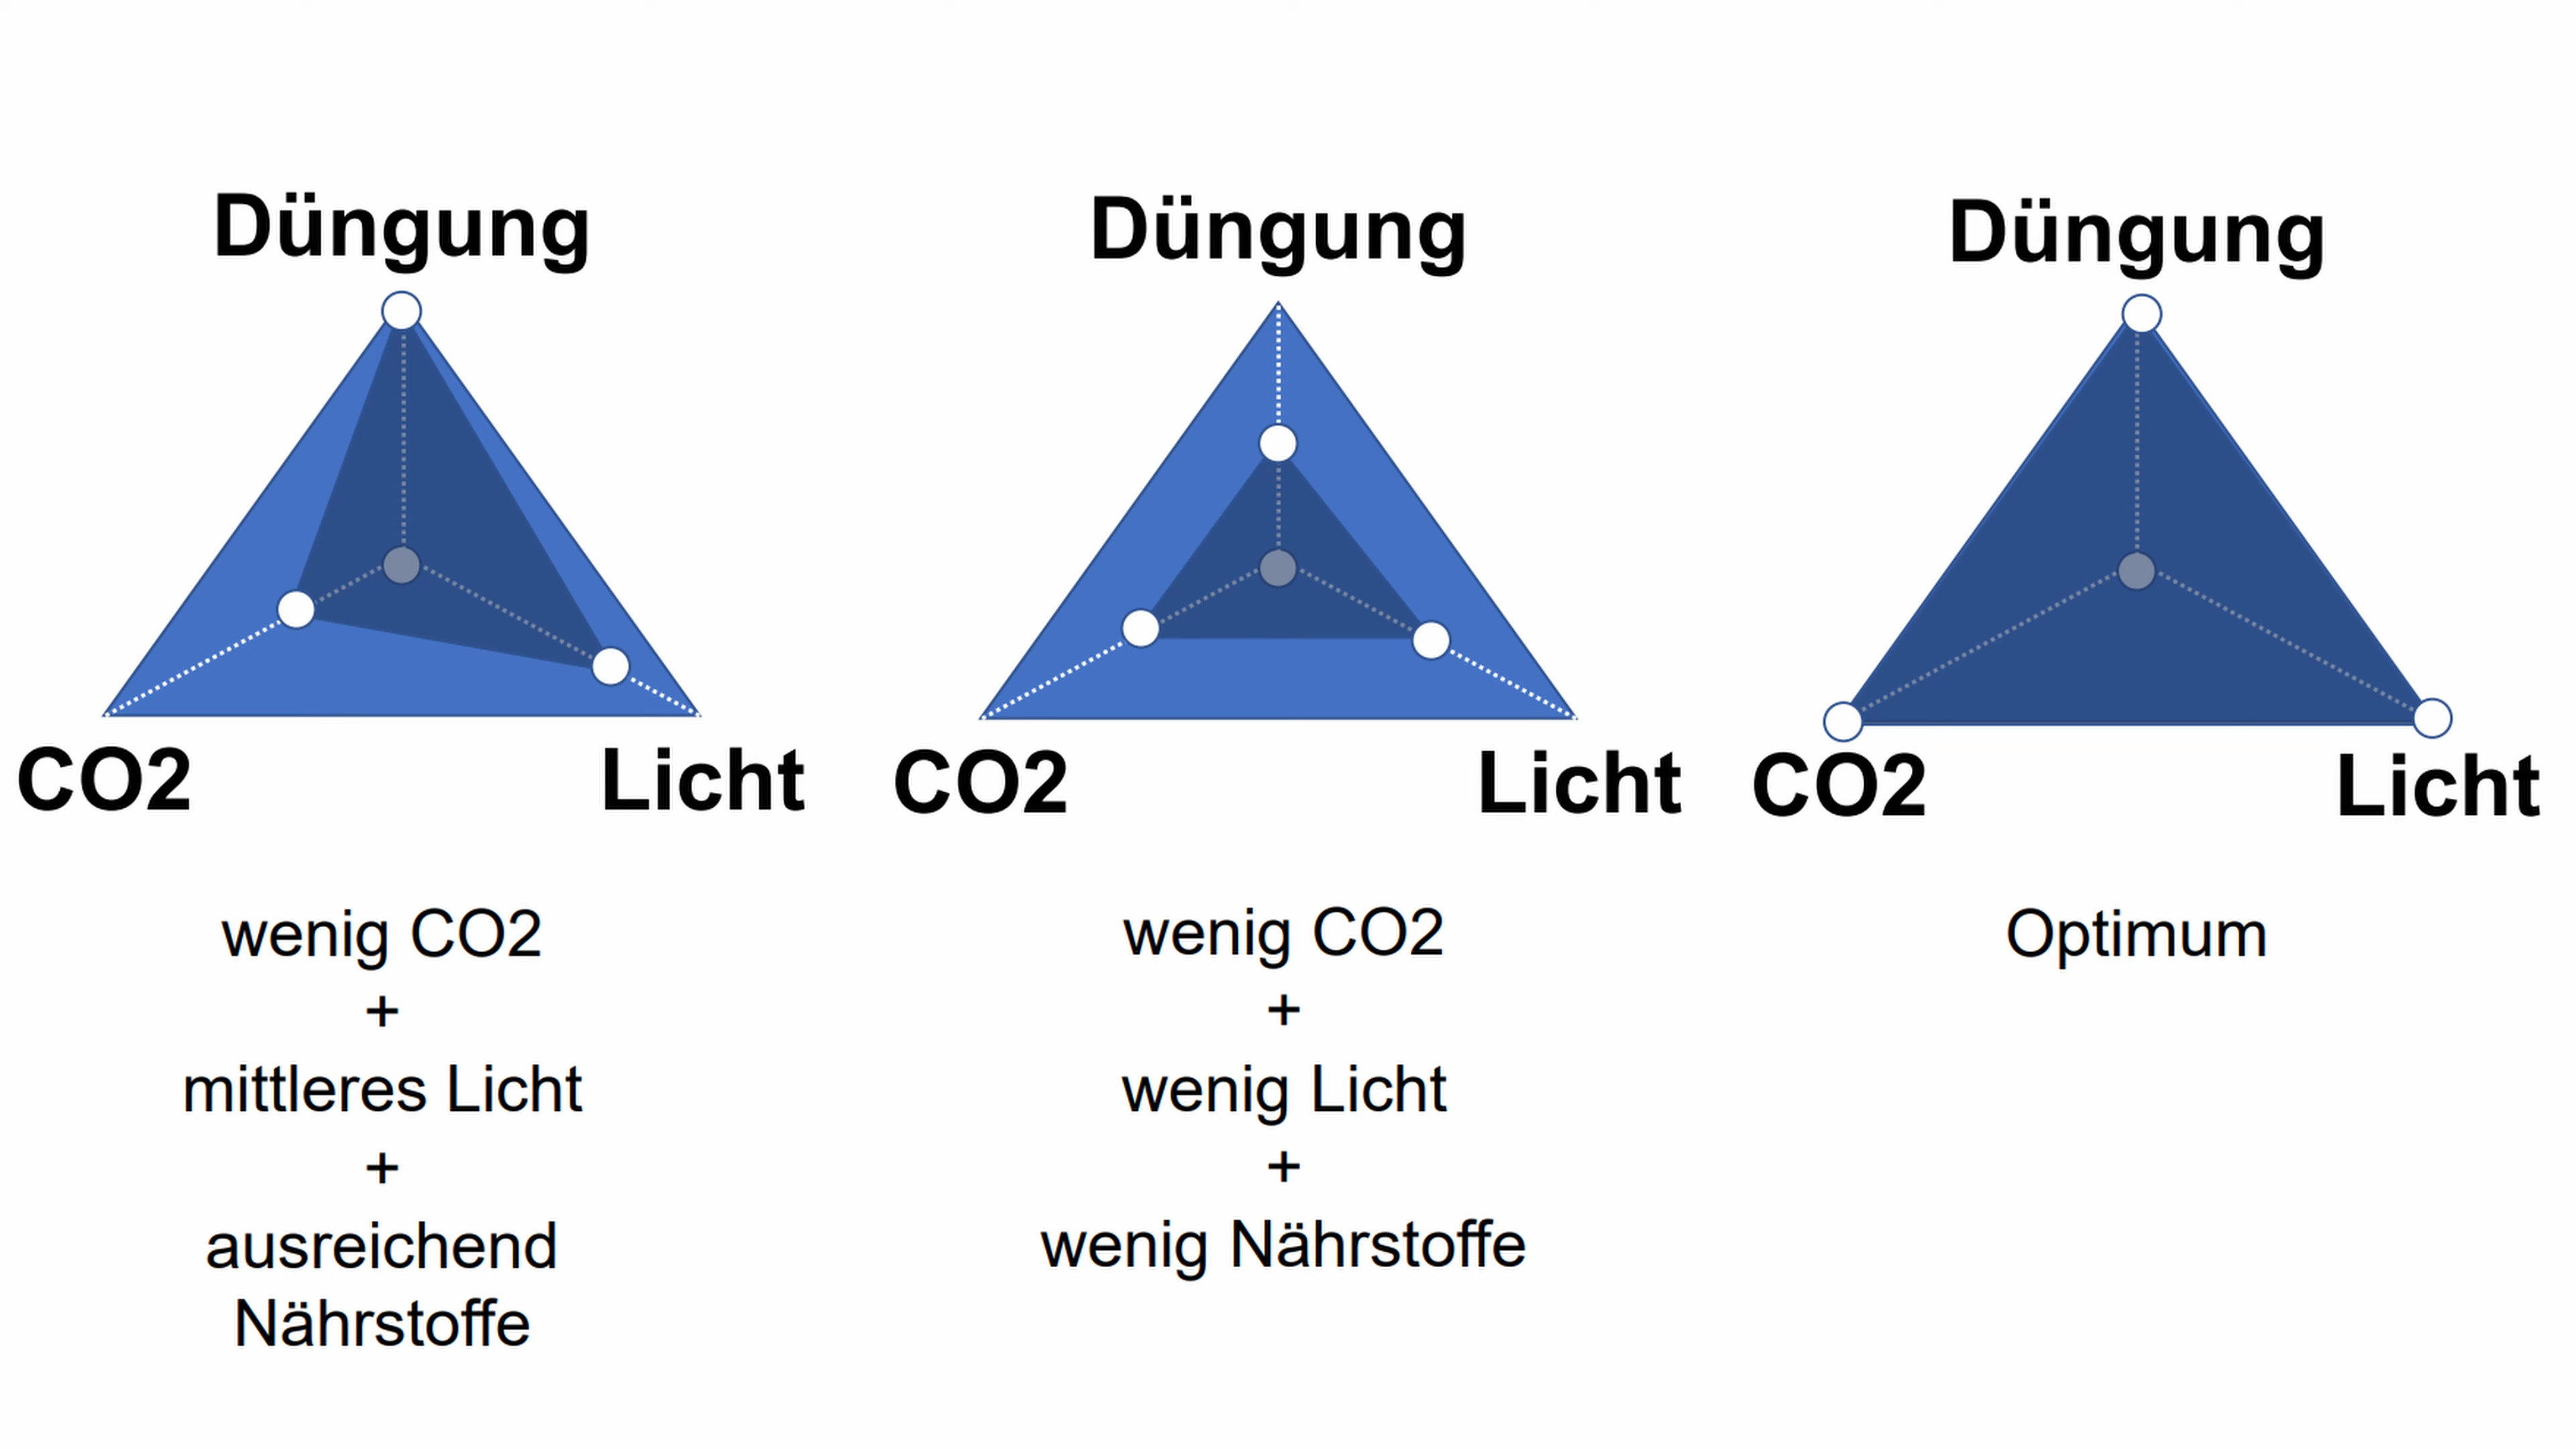 Düngung
CO2
Licht
wenig CO2
+
mittleres Licht
+
ausreichend
Nährstoffe
Düngung
CO2
Licht
wenig CO2
+
wenig Licht
+
wenig Nährstoffe
Düngung
CO2
Licht
Optimum